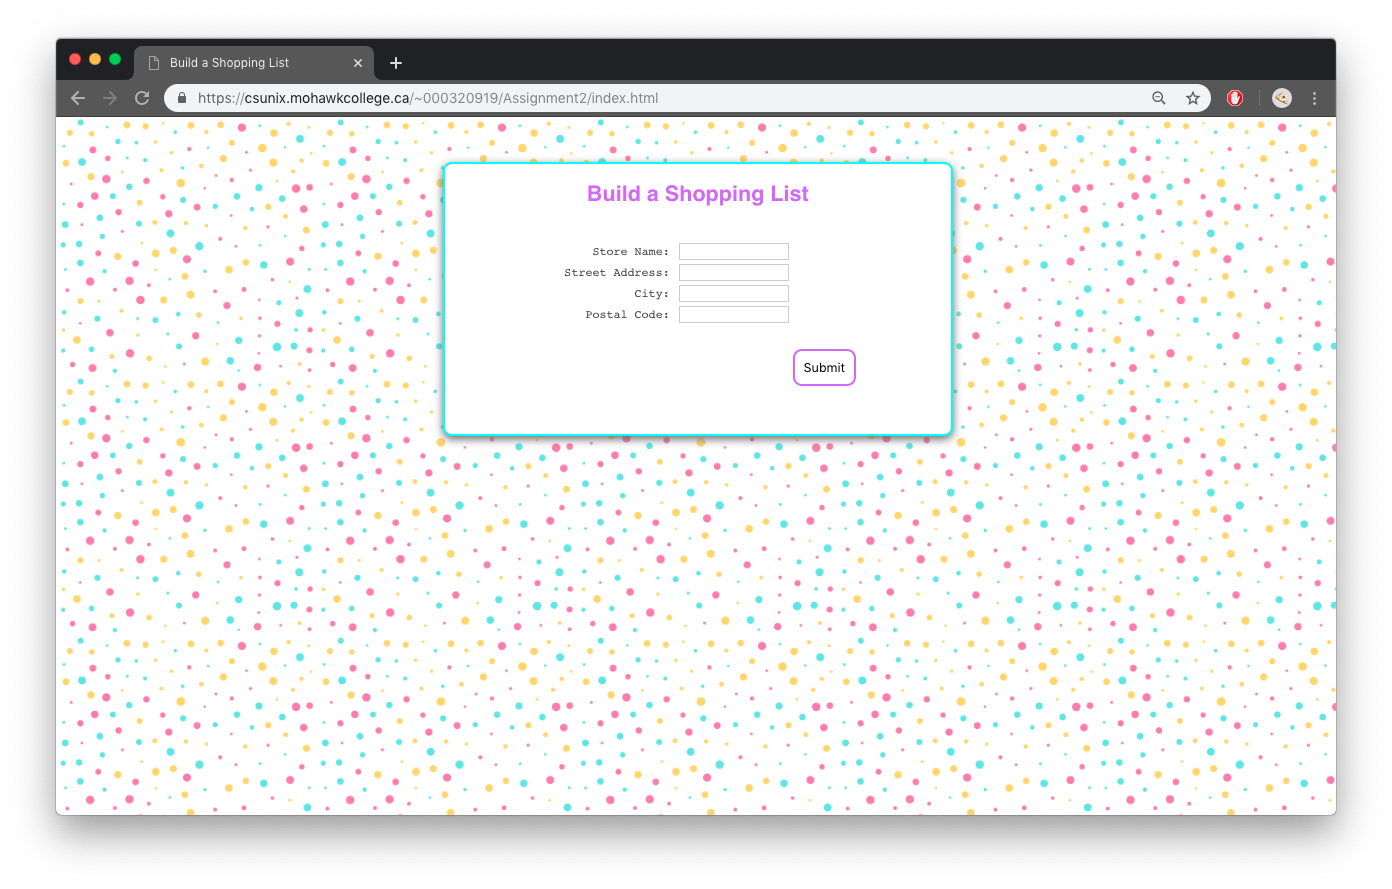 Build a Shopping List
https://csunix.mohawkcollege.ca/~000320919/Assignment2/index.html
Build a Shopping List
Store Name:
Street Address:
City:
Postal Code:
Submit